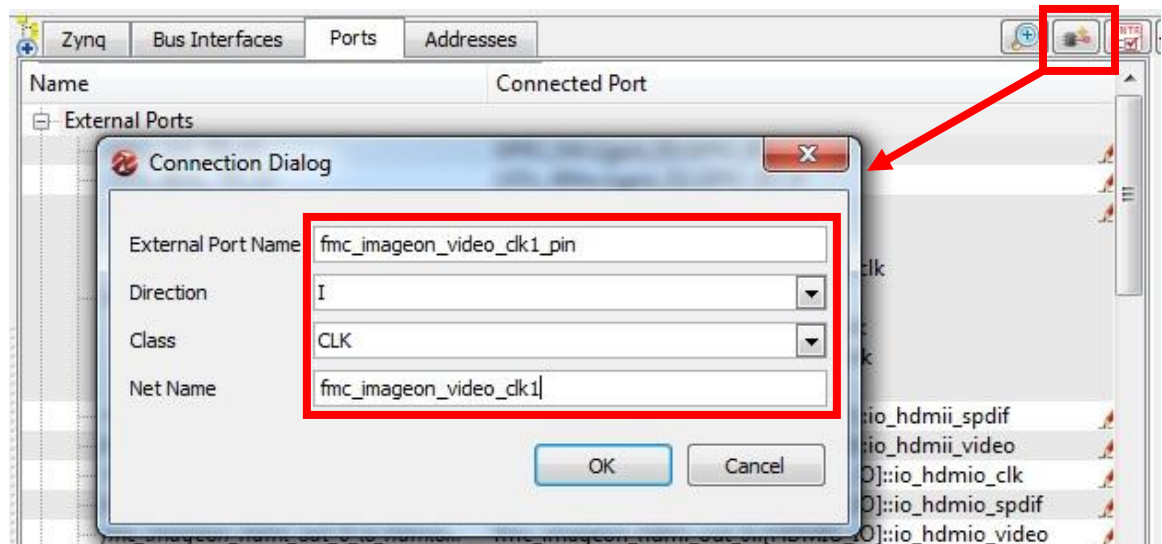 Zynq Bus Interfaces Ports Addresses
Name Connected Port
External Ports
Connection Dialog
External Port Name fmc_imageon_video_clk1_pin
clk
Direction I
Class CLK
Net Name fmc_imageon_video_clk1
:io_hdmii_spdif
:io_hdmii_video
OK Cancel
O]::io_hdmio_clk
O]::io_hdmio_spdif
IO]::io_hdmio_video